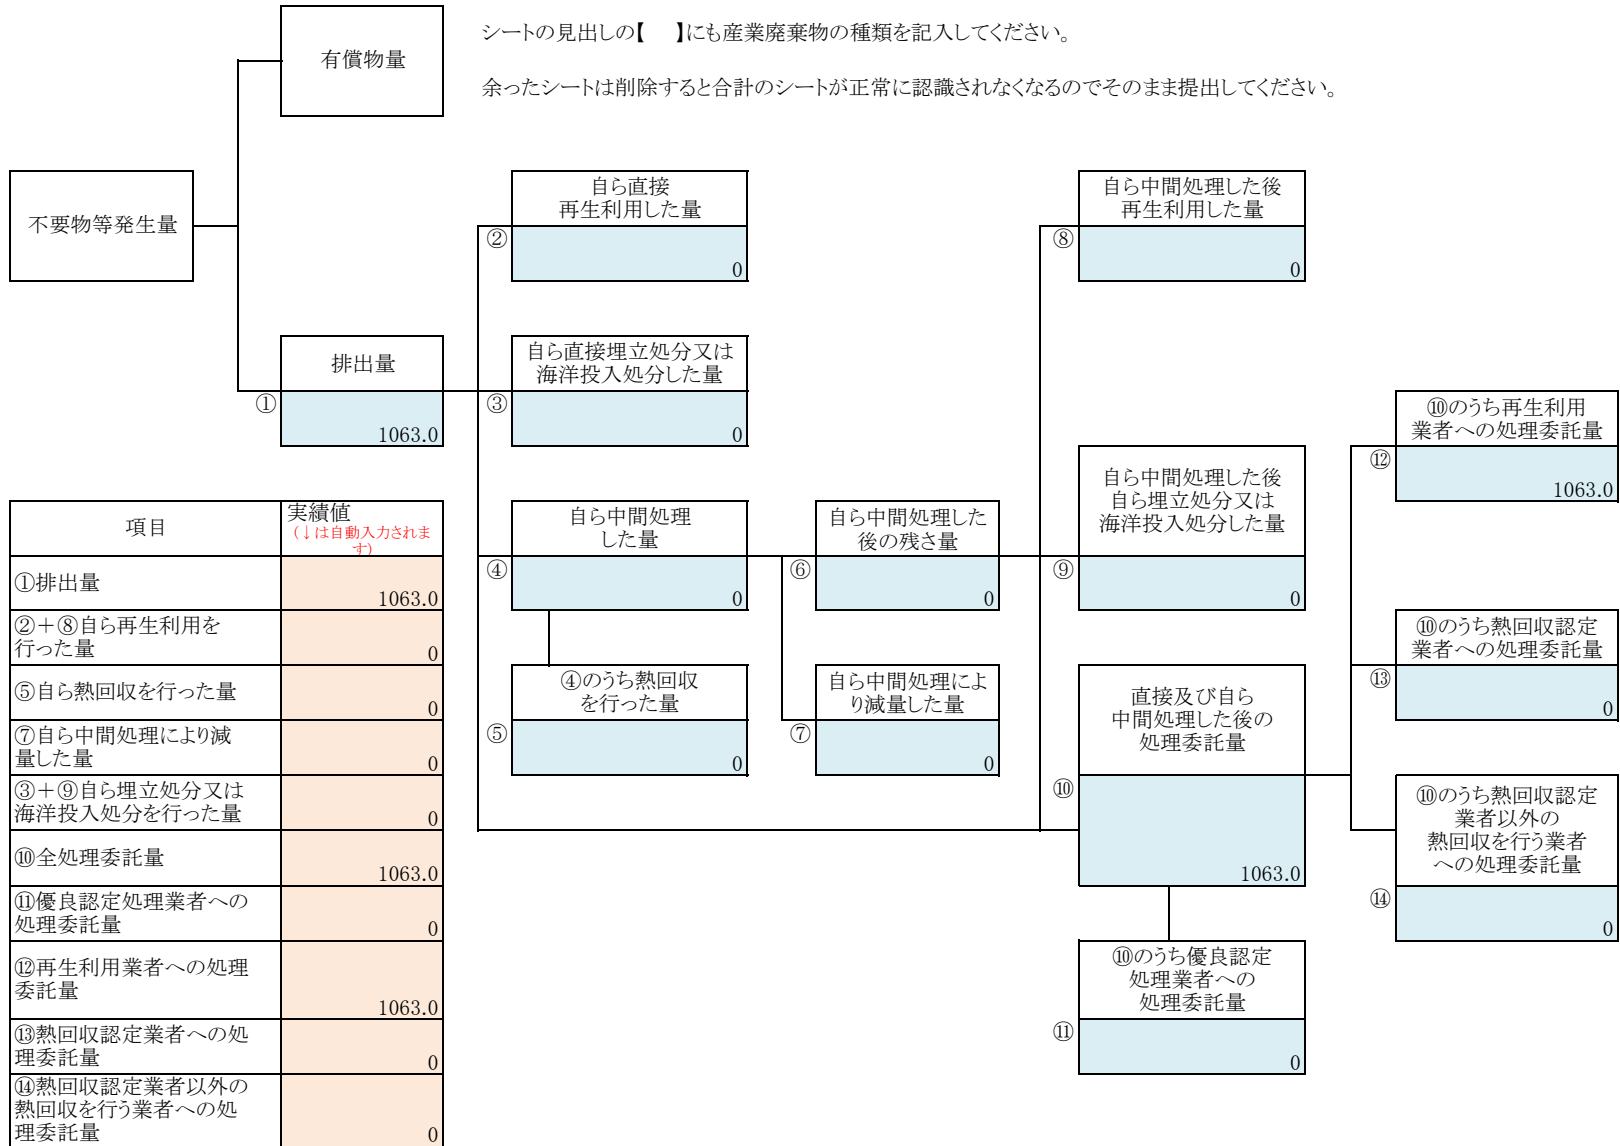 有償物量
シートの見出しの【　】にも産業廃棄物の種類を記入してください。
余ったシートは削除すると合計のシートが正常に認識されなくなるのでそのまま提出してください。
不要物等発生量
自ら直接
再生利用した量
②
0
自ら中間処理した後
再生利用した量
⑧
0
排出量
①
1063.0
自ら直接埋立処分又は
海洋投入処分した量
③
0
⑩のうち再生利用
業者への処理委託量
⑫
1063.0
自ら中間処理
した量
④
0
自ら中間処理した
後の残さ量
⑥
0
自ら中間処理した後
自ら埋立処分又は
海洋投入処分した量
⑨
0
⑩のうち熱回収認定
業者への処理委託量
⑬
0
④のうち熱回収
を行った量
⑤
0
自ら中間処理によ
り減量した量
⑦
0
直接及び自ら
中間処理した後の
処理委託量
⑩
1063.0
⑩のうち熱回収認定
業者以外の
熱回収を行う業者
への処理委託量
⑭
0
⑩のうち優良認定
処理業者への
処理委託量
⑪
0
項目
実績値
(↓は自動入力されま
す)
①排出量
1063.0
②＋⑧自ら再生利用を
行った量
0
⑤自ら熱回収を行った量
0
⑦自ら中間処理により減
量した量
0
③＋⑨自ら埋立処分又は
海洋投入処分を行った量
0
⑩全処理委託量
1063.0
⑪優良認定処理業者への
処理委託量
0
⑫再生利用業者への処理
委託量
1063.0
⑬熱回収認定業者への処
理委託量
0
⑭熱回収認定業者以外の
熱回収を行う業者への処
理委託量
0